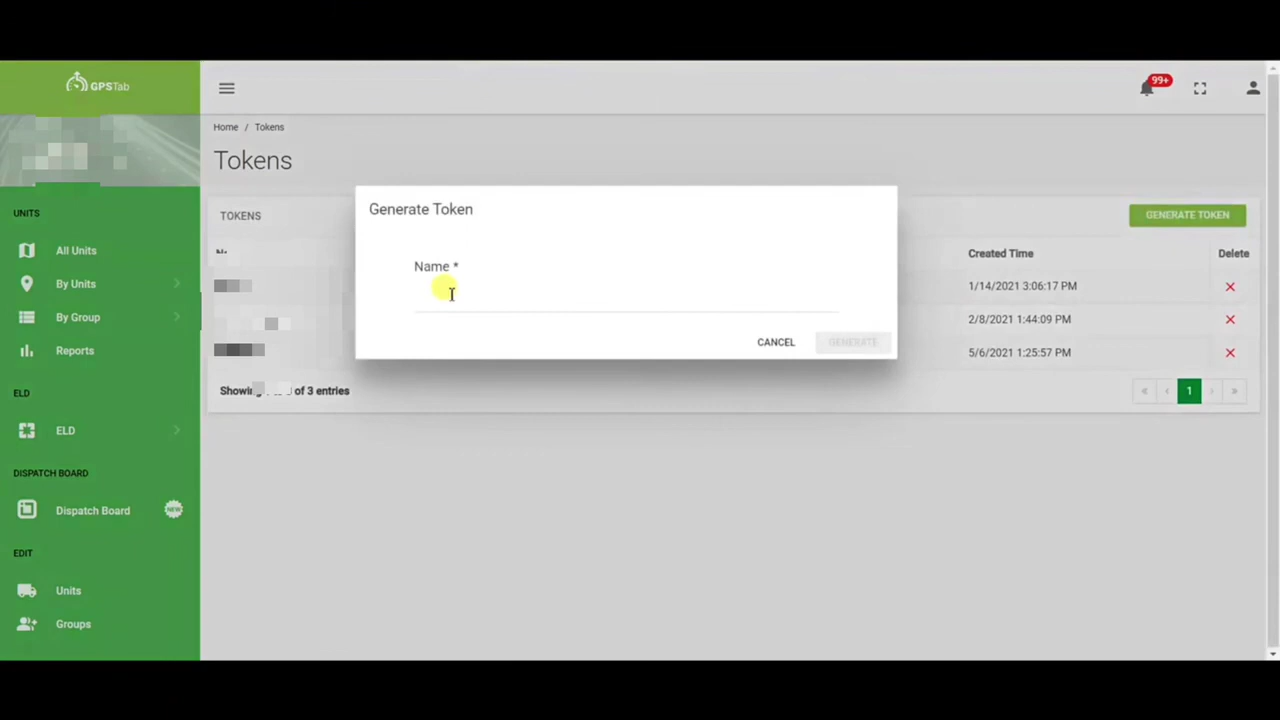 GPSTab
99+
Home / Tokens
Tokens
UNITS
All Units
By Units
By Group
Reports
ELD
ELD
DISPATCH BOARD
Dispatch Board
NEW
EDIT
Units
Groups
TOKENS
GENERATE TOKEN
Created Time
Delete
1/14/2021 3:06:17 PM
2/8/2021 1:44:09 PM
5/6/2021 1:25:57 PM
of 3 entries
« ‹ 1 › »
Generate Token
Name *
CANCEL
GENERATE